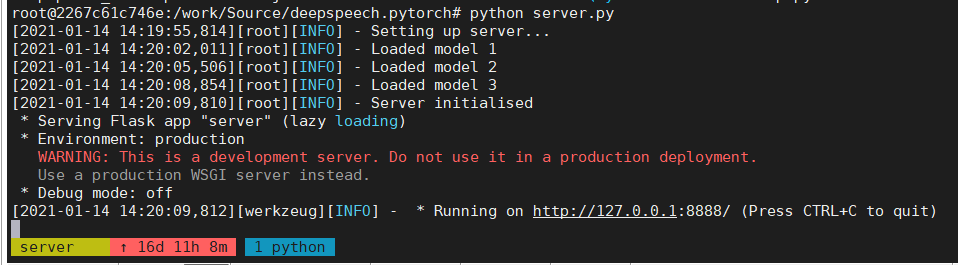 root@2267c61c746e:/work/Source/deepspeech.pytorch# python server.py
[2021-01-14 14:19:55,814][root][INFO] - Setting up server...
[2021-01-14 14:20:02,011][root][INFO] - Loaded model 1
[2021-01-14 14:20:05,506][root][INFO] - Loaded model 2
[2021-01-14 14:20:08,854][root][INFO] - Loaded model 3
[2021-01-14 14:20:09,810][root][INFO] - Server initialised
 * Serving Flask app "server" (lazy loading)
 * Environment: production
   WARNING: This is a development server. Do not use it in a production deployment.
   Use a production WSGI server instead.
 * Debug mode: off
[2021-01-14 14:20:09,812][werkzeug][INFO] -  * Running on http://127.0.0.1:8888/ (Press CTRL+C to quit)
server ↑ 16d 11h 8m 1 python